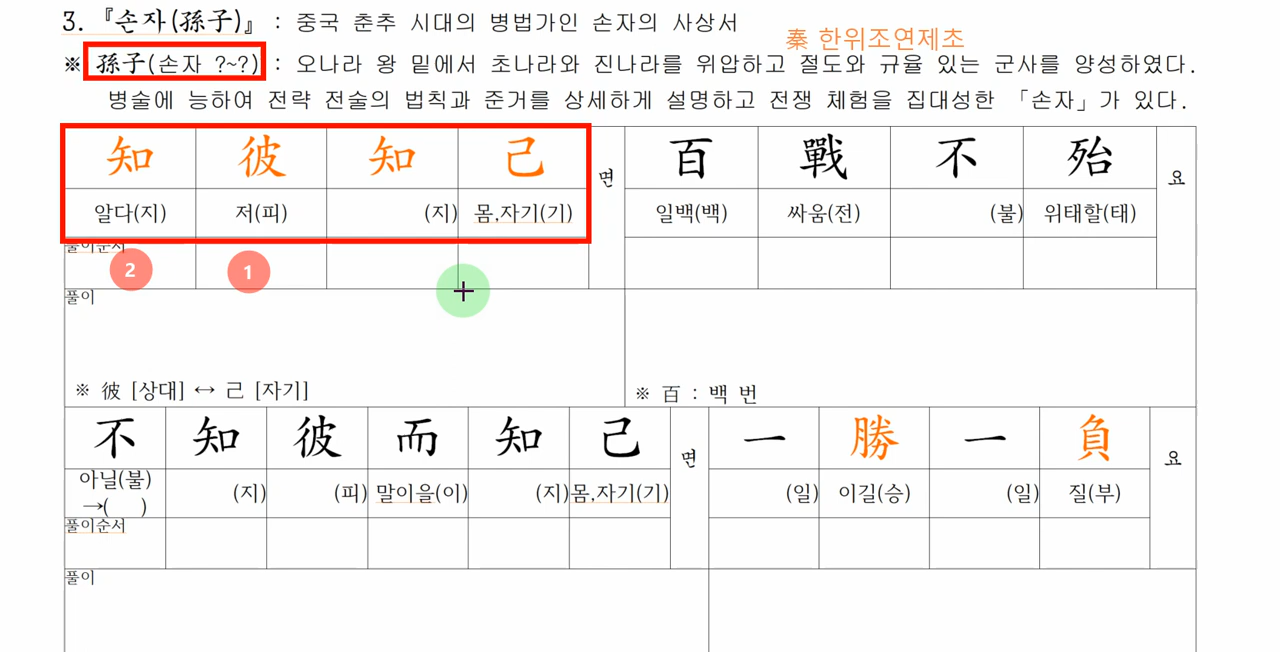 3. 『손자(孫子)』 : 중국 춘추 시대의 병법가인 손자의 사상서
秦 한위조연제초
※ 孫子(손자 ?~?) : 오나라 왕 밑에서 초나라와 진나라를 위압하고 절도와 규율 있는 군사를 양성하였다.
병술에 능하여 전략 전술의 법칙과 준거를 상세하게 설명하고 전쟁 체험을 집대성한 「손자」가 있다.
知 彼 知 己 면 百 戰 不 殆 요
알다(지) 저(피) (지) 몸,자기(기) 일백(백) 싸움(전) (불) 위태할(태)
풀이순서
2 1
풀이
※ 彼 [상대] ↔ 己 [자기]
※ 百 : 백 번
不 知 彼 而 知 己 면 一 勝 一 負 요
아닐(불) (지) (피) 말이을(이) (지) 몸,자기(기) (일) 이길(승) (일) 질(부)
→( )
풀이순서
풀이